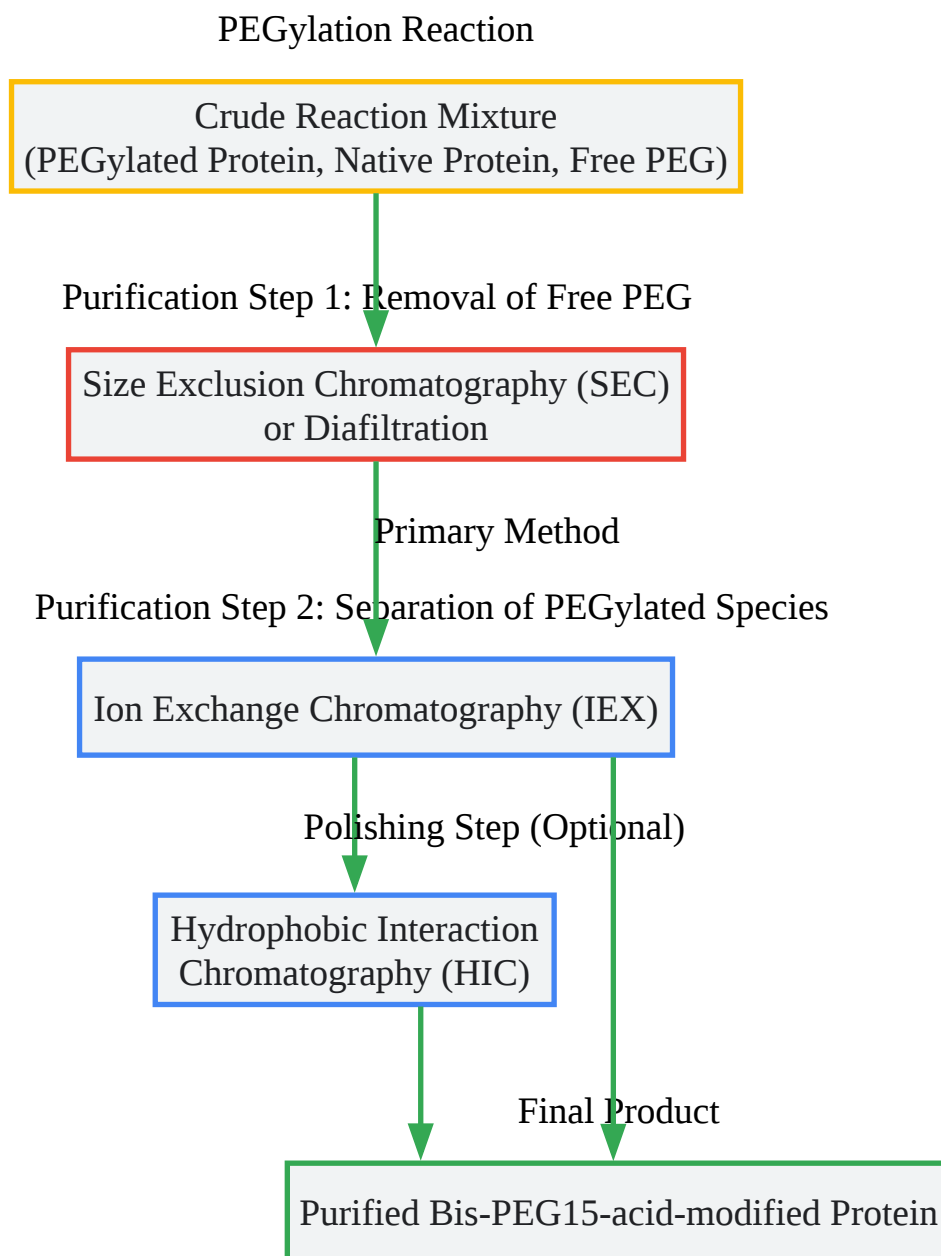 PEGylation Reaction
Crude Reaction Mixture
(PEGylated Protein, Native Protein, Free PEG)
Purification Step 1: Removal of Free PEG
Size Exclusion Chromatography (SEC)
or Diafiltration
Primary Method
Purification Step 2: Separation of PEGylated Species
Ion Exchange Chromatography (IEX)
Polishing Step (Optional)
Hydrophobic Interaction
Chromatography (HIC)
Final Product
Purified Bis-PEG15-acid-modified Protein